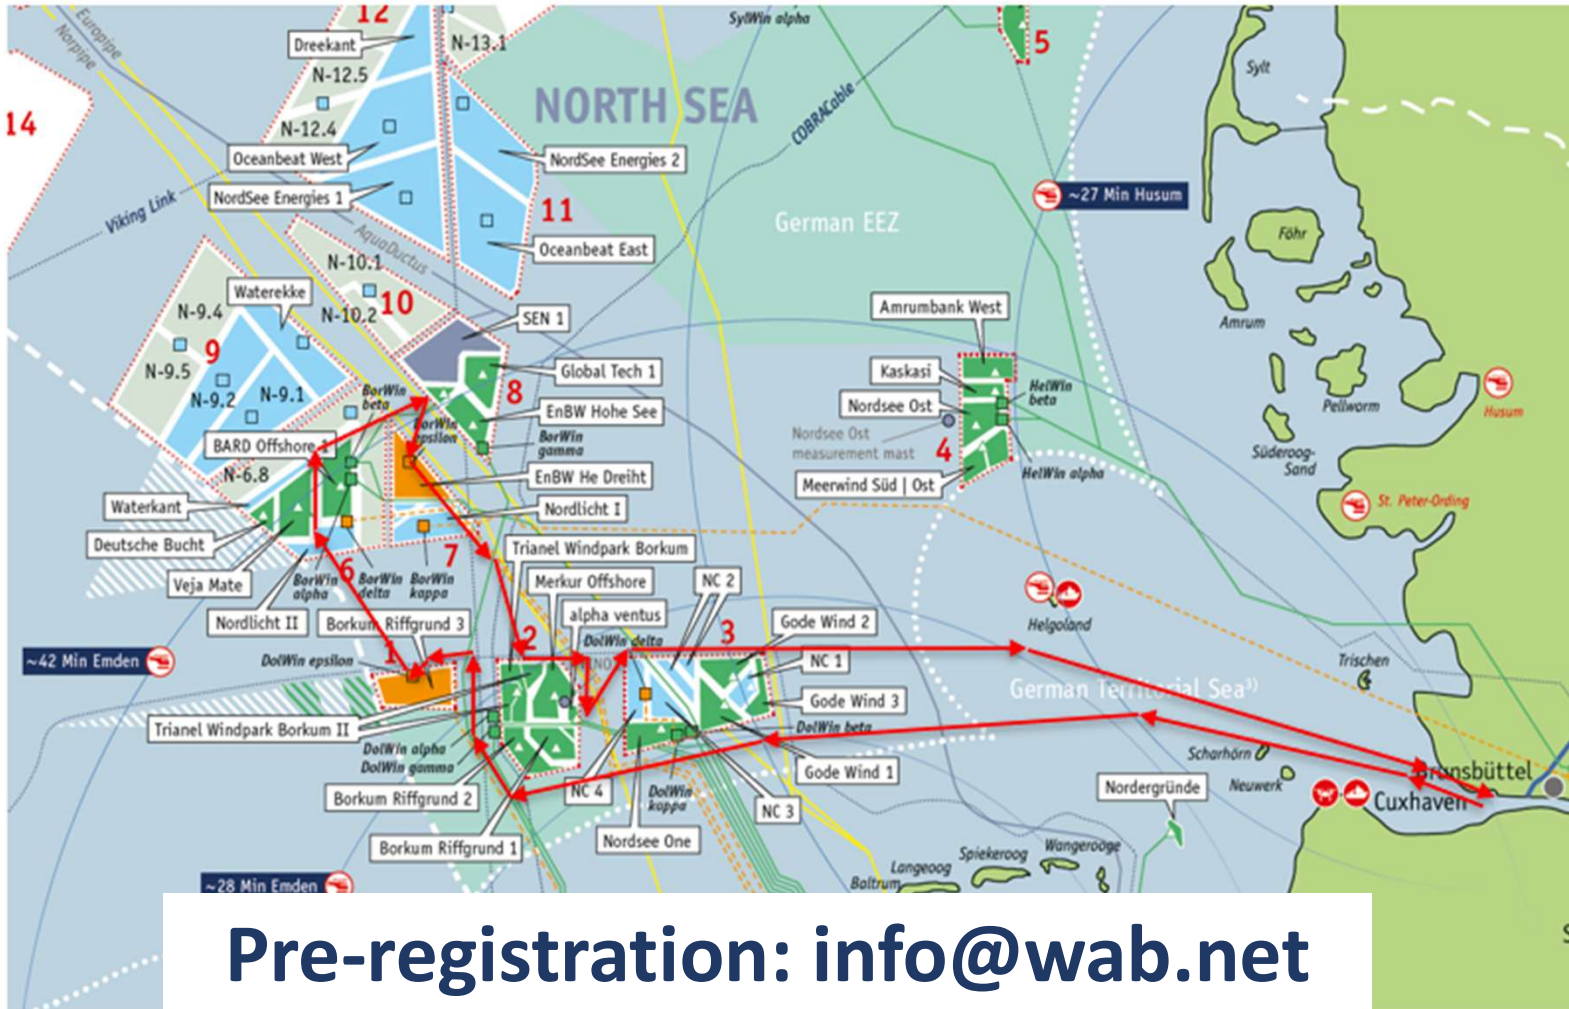 12
Dreekant
N-13.1
SylWin alpha
5
Sylt
Europipe
Norpipe
N-12.5
14
N-12.4
NORTH SEA
COBRACable
Oceanbeat West
NordSee Energies 2
NordSee Energies 1
Viking Link
~27 Min Husum
11
German EEZ
Föhr
AquaDuctus
Oceanbeat East
N-10.1
Waterekke
10
N-10.2
N-9.4
SEN 1
Amrumbank West
Amrum
9
N-9.5
N-9.2
N-9.1
Global Tech 1
8
Kaskasi
HelWin
beta
BorWin
beta
EnBW Hohe See
Nordsee Ost
Pellworm
Husum
BorWin
epsilon
BARD Offshore 1
BorWin
gamma
Nordsee Ost
measurement mast
4
Süderoog-
Sand
N-6.8
EnBW He Dreiht
HelWin alpha
Meerwind Süd | Ost
Waterkant
Nordlicht I
St. Peter-Ording
Deutsche Bucht
7
Trianel Windpark Borkum
Veja Mate
6
BorWin
alpha
BorWin
delta
BorWin
kappa
Merkur Offshore
NC 2
Nordlicht II
Borkum Riffgrund 3
alpha ventus
Helgoland
Gode Wind 2
1
2
DolWin delta
3
~42 Min Emden
DolWin epsilon
NC 1
Trischen
German Territorial Sea³⁾
Gode Wind 3
Trianel Windpark Borkum II
DolWin beta
DolWin alpha
DolWin gamma
Scharhörn
Gode Wind 1
Brunsbüttel
Neuwerk
Borkum Riffgrund 2
NC 4
DolWin
kappa
NC 3
Nordergründe
Cuxhaven
Borkum Riffgrund 1
Nordsee One
Wangerooge
Spiekeroog
Langeoog
Baltrum
~28 Min Emden
Pre-registration: info@wab.net